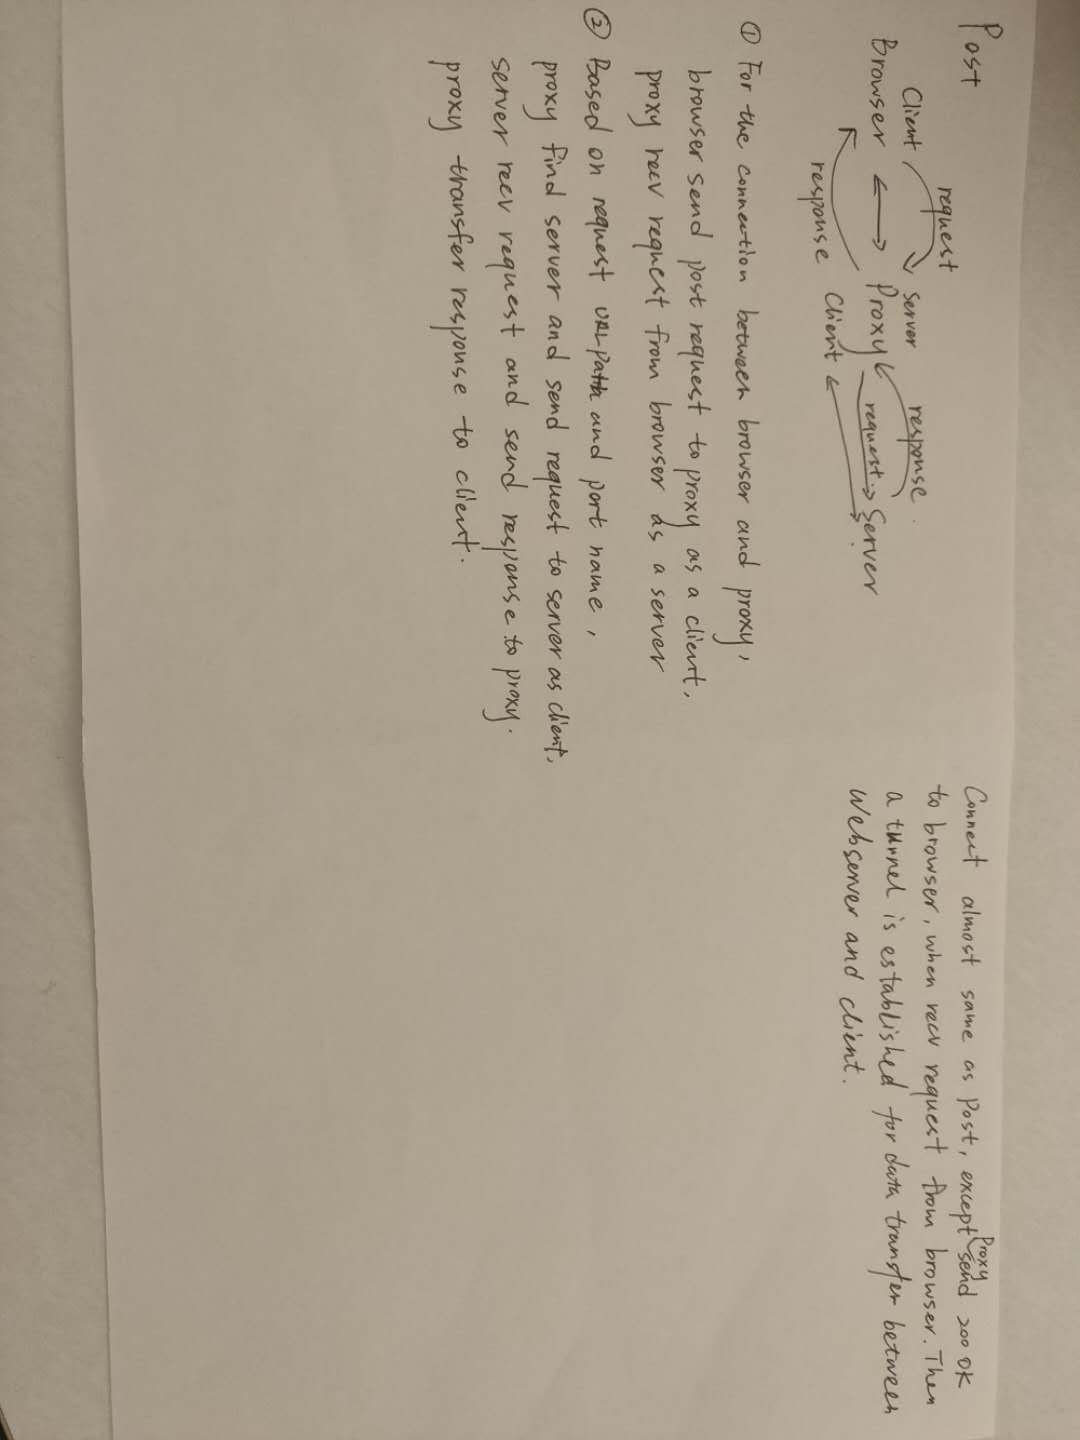 Post
request
response
Client
Server
Browser
Proxy
request
Server
response
Client
① For the connention between browser and proxy,
browser send post request to proxy as a client,
proxy recv request from browser as a server
② Based on request URL path and port name,
proxy find server and send request to server as client,
server recv request and send response to proxy.
proxy transfer response to client.
Connect almost same as Post, except Proxy send 200 OK
to browser, when recv request from browser. Then
a tunnel is established for data transfer between
Webserver and client.